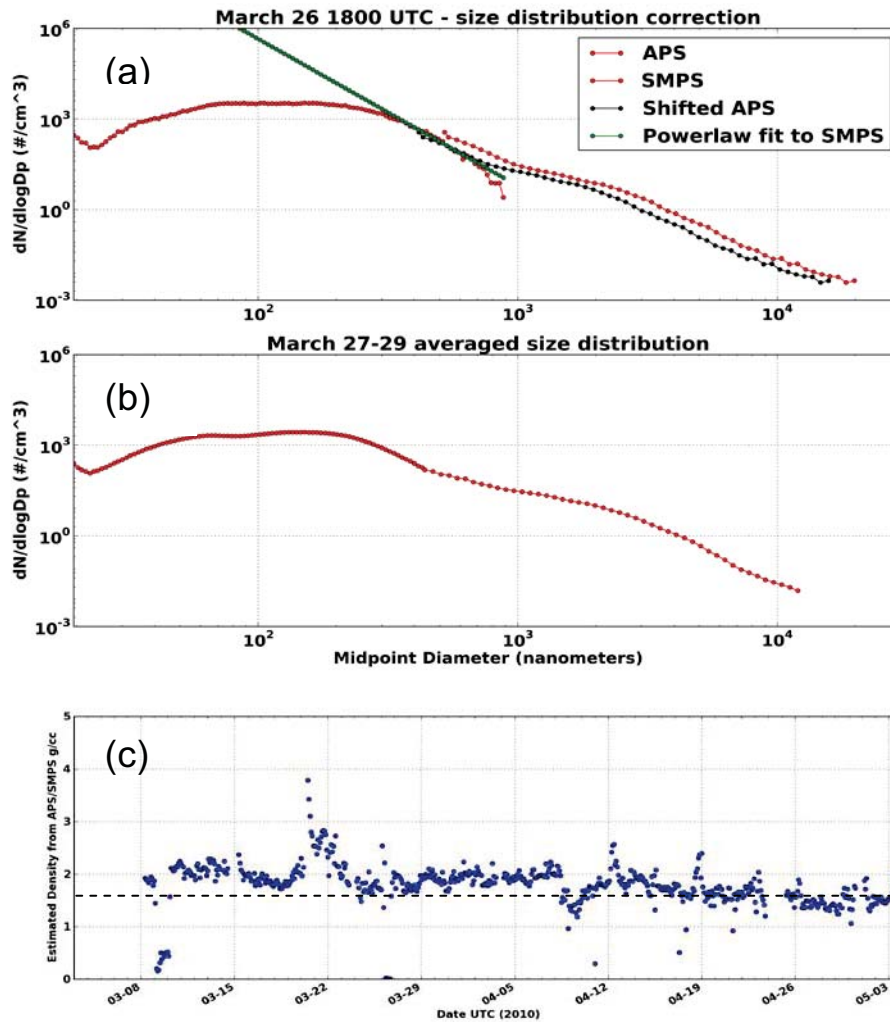 March 26 1800 UTC - size distribution correction
(a)
APS
SMPS
Shifted APS
Powerlaw fit to SMPS
dN/dlogDp (#/cm^3)
10^6
10^3
10^0
10^-3
10^2
10^3
10^4
March 27-29 averaged size distribution
(b)
dN/dlogDp (#/cm^3)
10^6
10^3
10^0
10^-3
10^2
10^3
10^4
Midpoint Diameter (nanometers)
(c)
Estimated Density from APS/SMPS g/cc
5
4
3
2
1
0
03-08
03-15
03-22
03-29
04-05
04-12
04-19
04-26
05-03
Date UTC (2010)